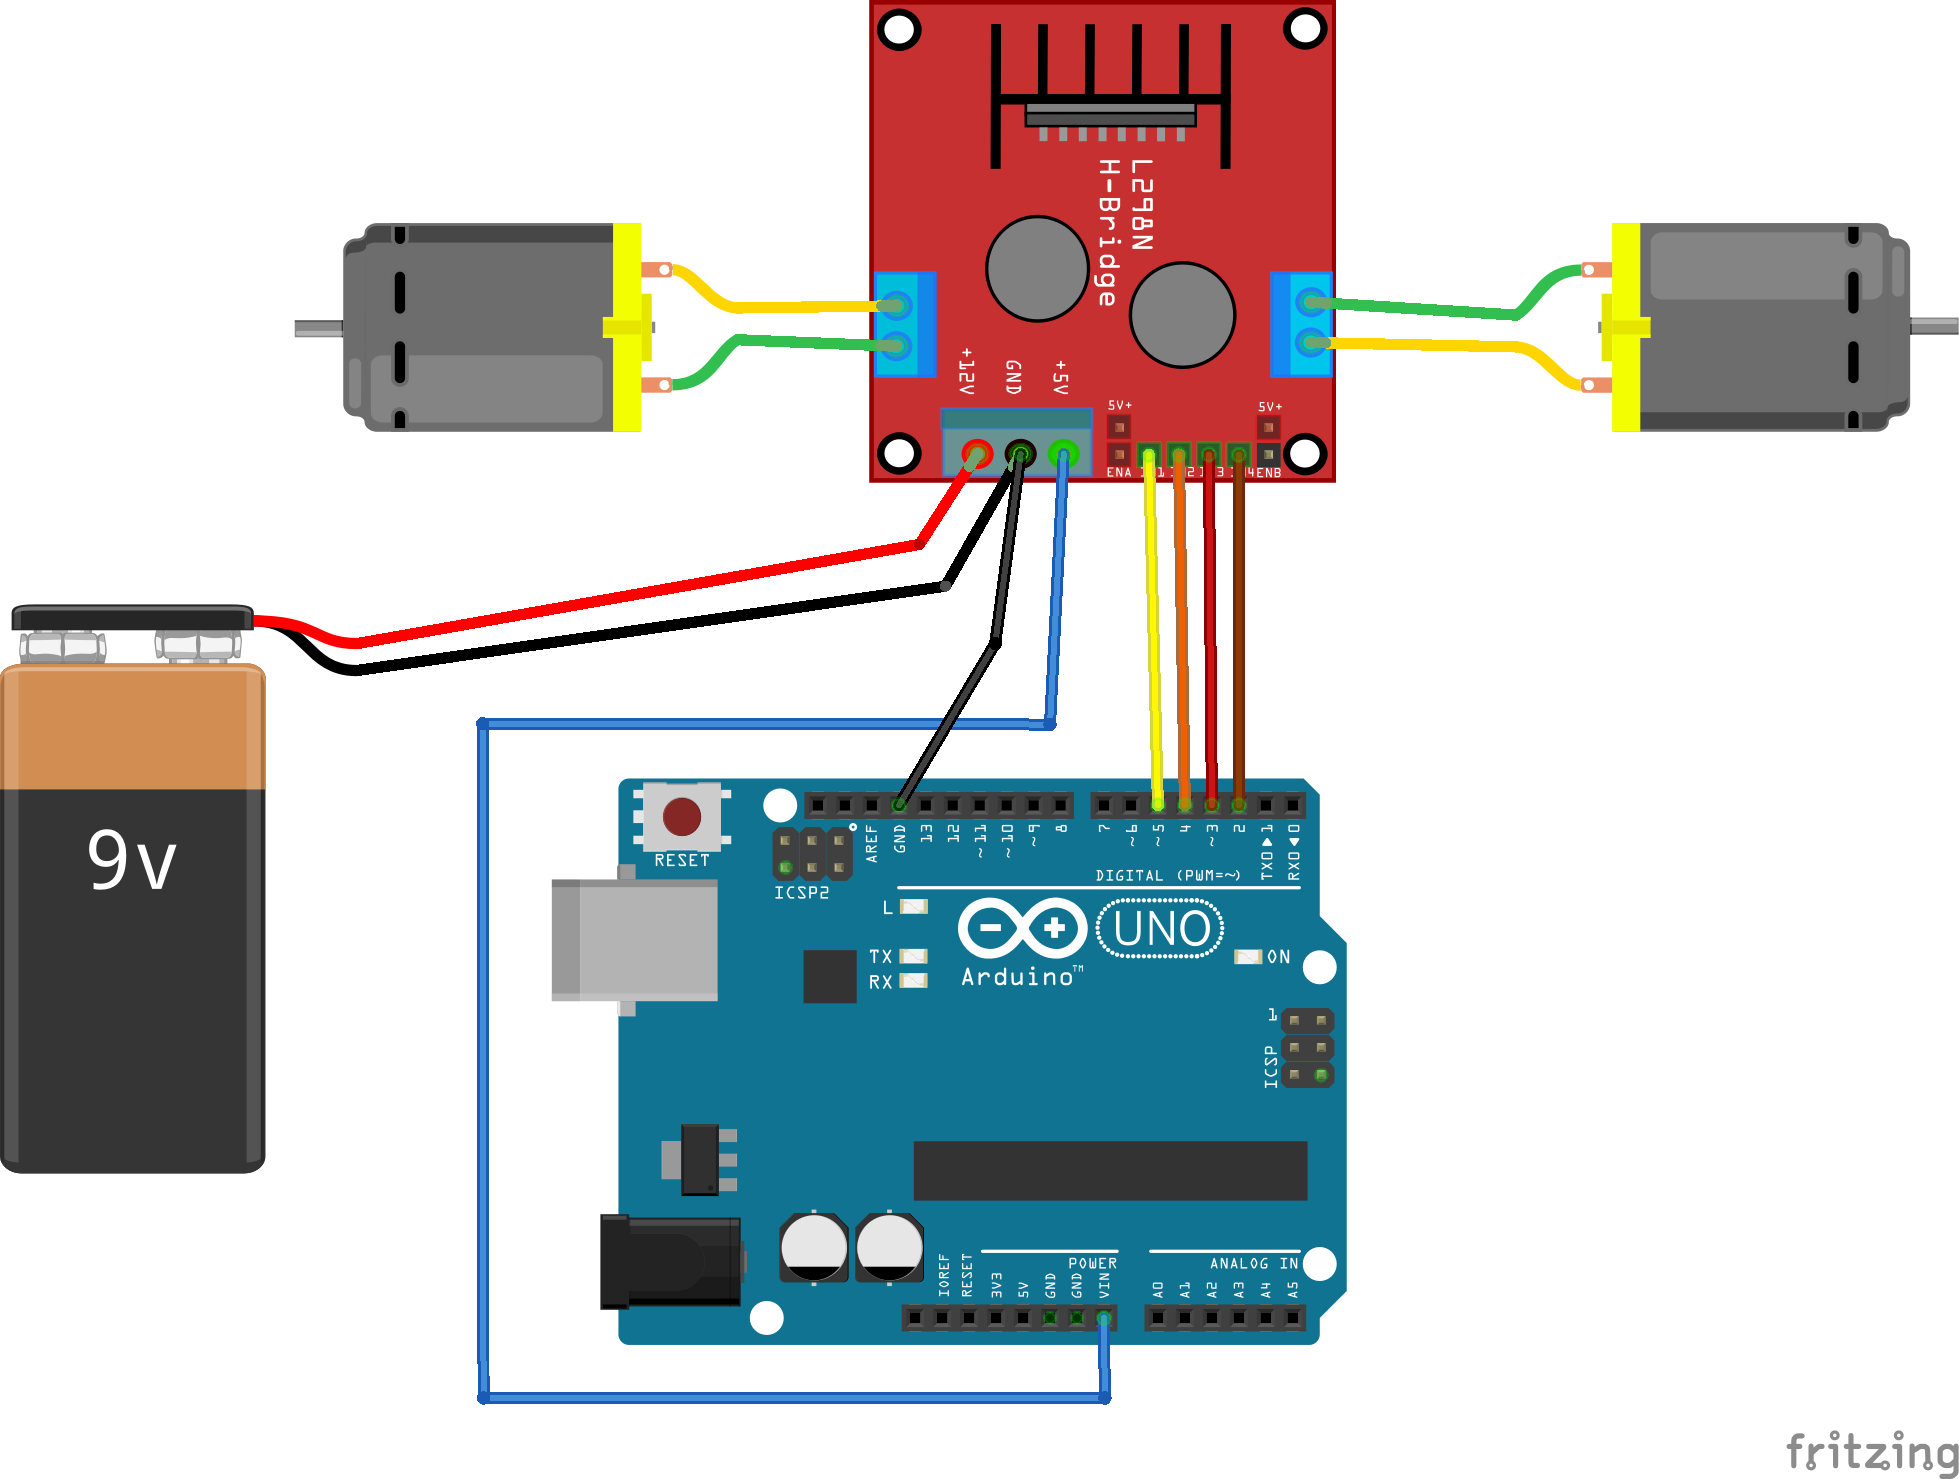 L298N
H-Bridge
+12V
GND
+5V
5V+
5V+
ENA
ENB
9v
RESET
ICSP2
AREF
GND
13
12
~11
~10
~9
8
7
~6
~5
4
~3
2
TX0▶1
RX0◀0
DIGITAL (PWM=~)
L
TX
RX
Arduino™
UNO
ON
1
ICSP
IOREF
RESET
3V3
5V
GND
GND
VIN
POWER
ANALOG IN
A0
A1
A2
A3
A4
A5
fritzing